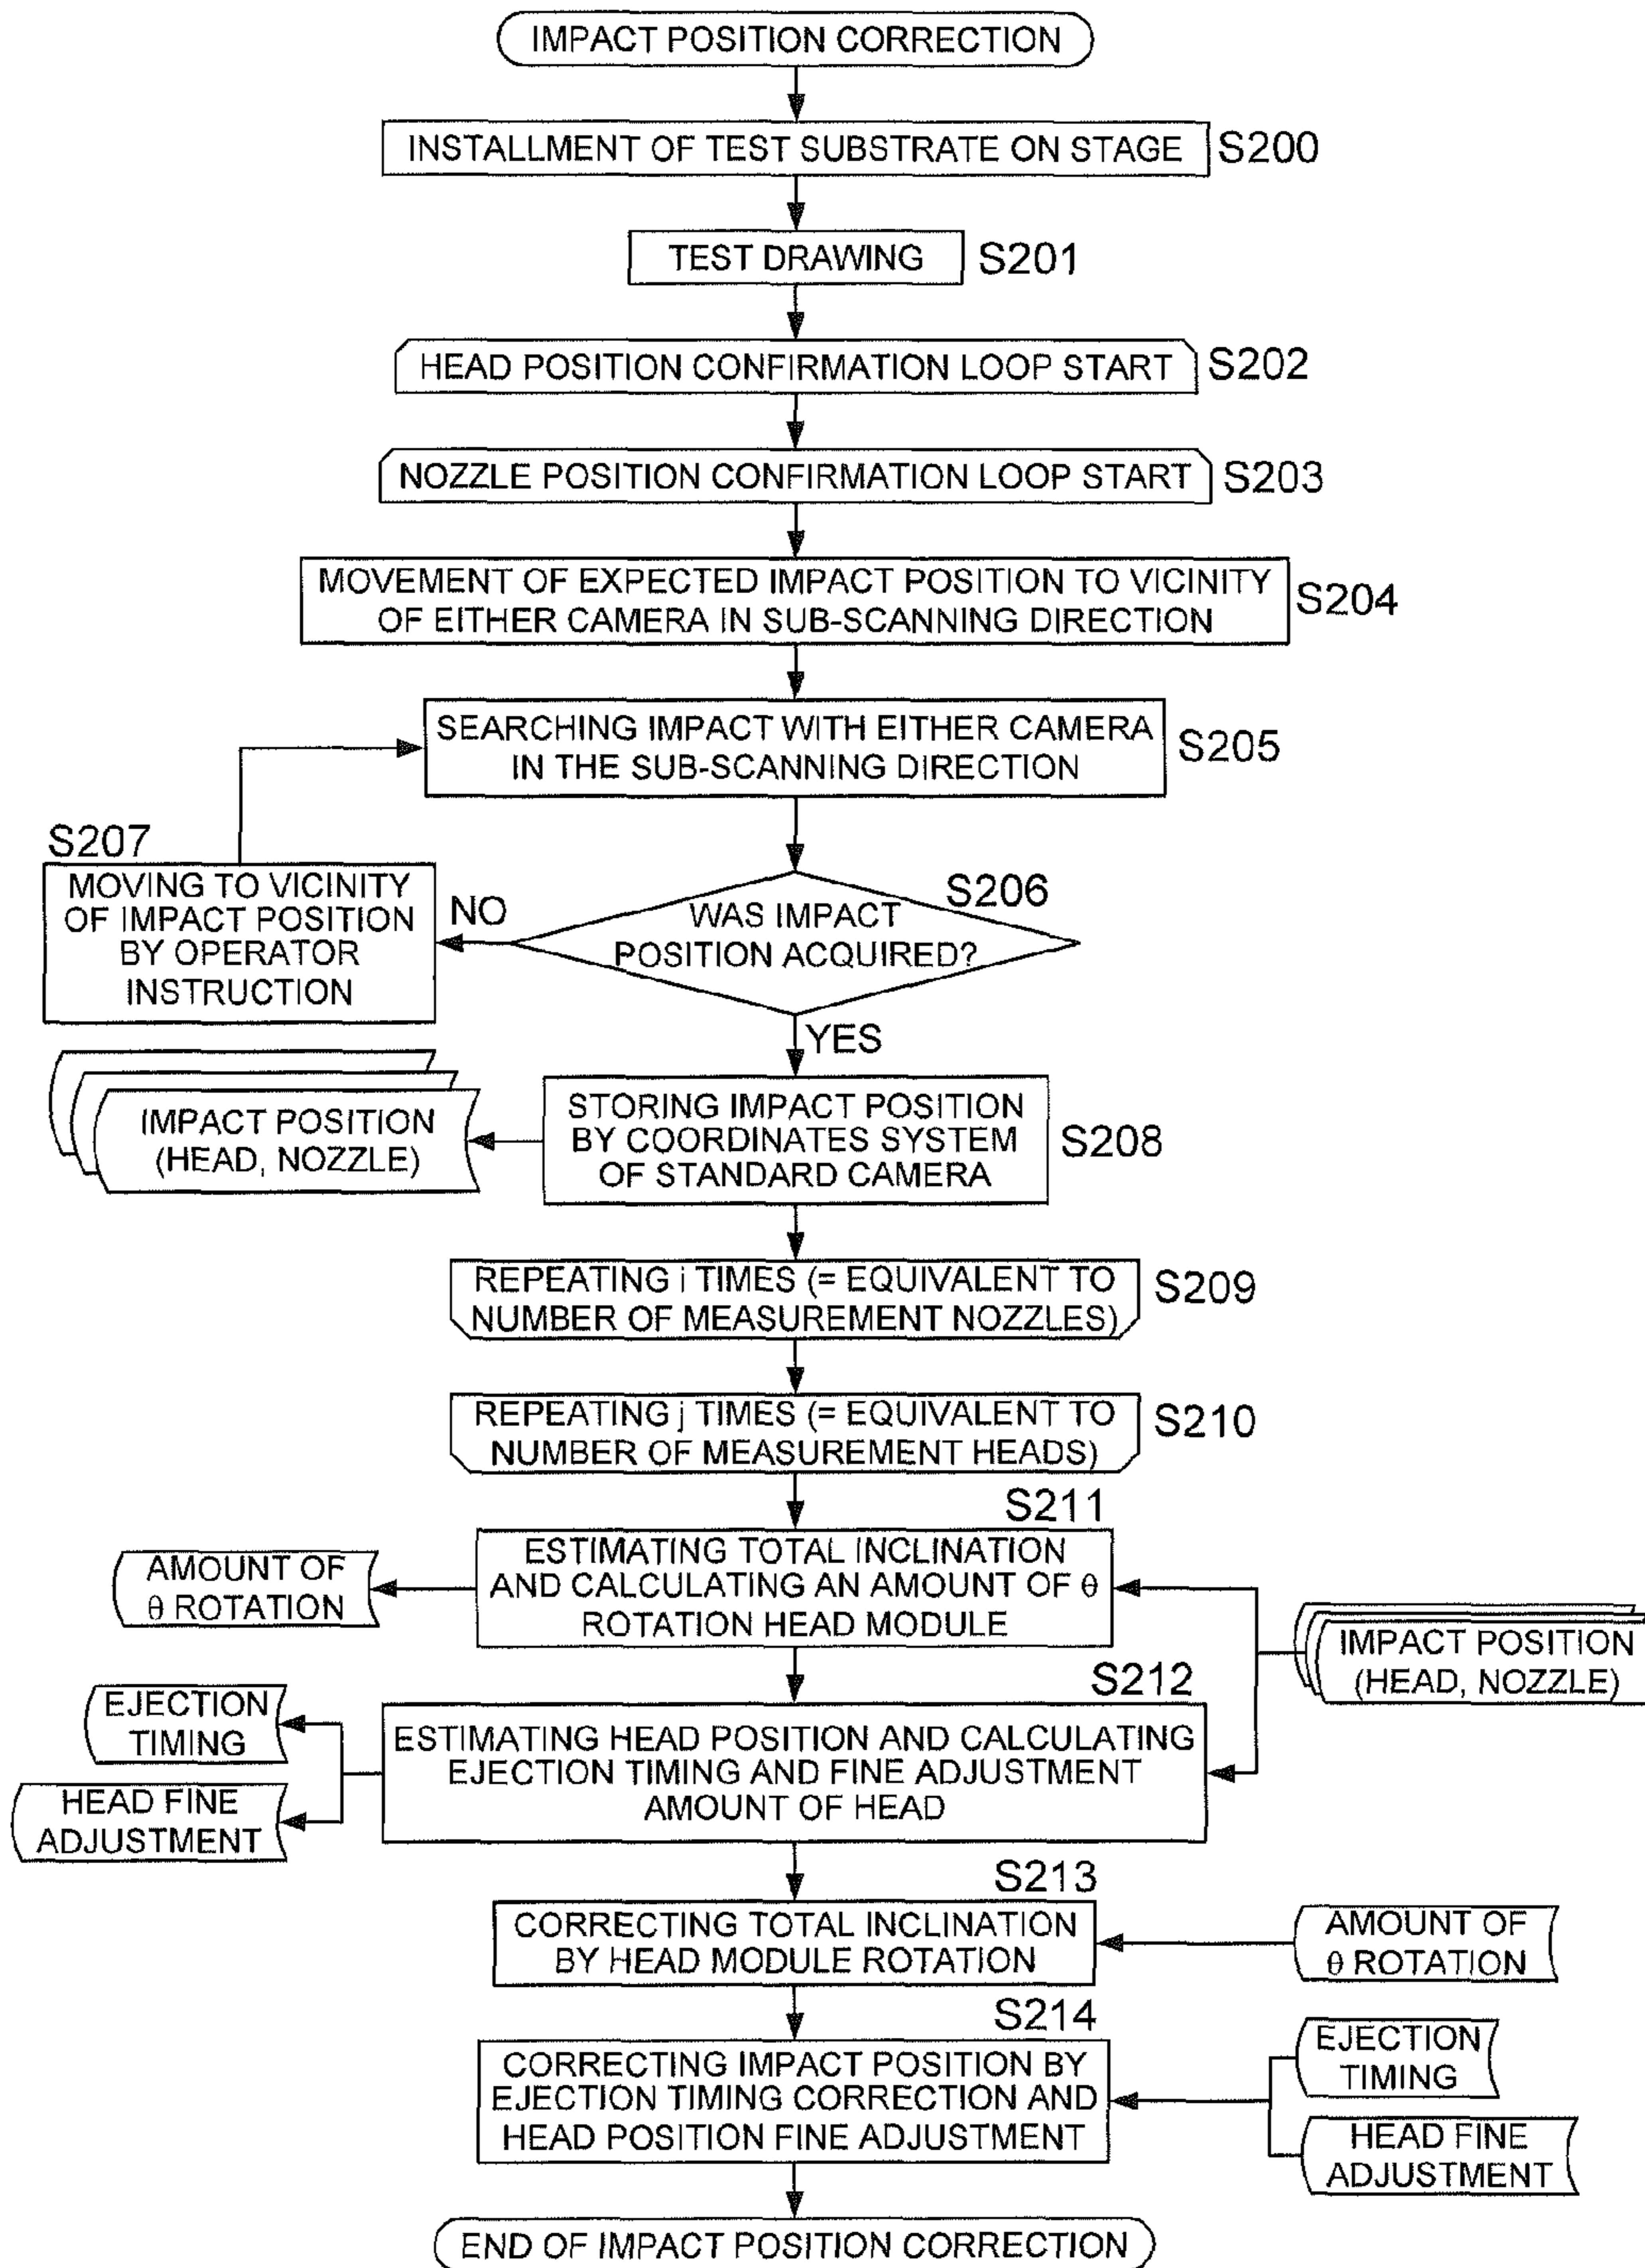 IMPACT POSITION CORRECTION
INSTALLMENT OF TEST SUBSTRATE ON STAGE
S200
TEST DRAWING
S201
HEAD POSITION CONFIRMATION LOOP START
S202
NOZZLE POSITION CONFIRMATION LOOP START
S203
MOVEMENT OF EXPECTED IMPACT POSITION TO VICINITY
OF EITHER CAMERA IN SUB-SCANNING DIRECTION
S204
SEARCHING IMPACT WITH EITHER CAMERA
IN THE SUB-SCANNING DIRECTION
S205
S207
MOVING TO VICINITY
OF IMPACT POSITION
BY OPERATOR
INSTRUCTION
NO
S206
WAS IMPACT
POSITION ACQUIRED?
YES
IMPACT POSITION
(HEAD, NOZZLE)
STORING IMPACT POSITION
BY COORDINATES SYSTEM
OF STANDARD CAMERA
S208
REPEATING i TIMES (= EQUIVALENT TO
NUMBER OF MEASUREMENT NOZZLES)
S209
REPEATING j TIMES (= EQUIVALENT TO
NUMBER OF MEASUREMENT HEADS)
S210
S211
AMOUNT OF
θ ROTATION
ESTIMATING TOTAL INCLINATION
AND CALCULATING AN AMOUNT OF θ
ROTATION HEAD MODULE
IMPACT POSITION
(HEAD, NOZZLE)
S212
EJECTION
TIMING
HEAD FINE
ADJUSTMENT
ESTIMATING HEAD POSITION AND CALCULATING
EJECTION TIMING AND FINE ADJUSTMENT
AMOUNT OF HEAD
S213
CORRECTING TOTAL INCLINATION
BY HEAD MODULE ROTATION
AMOUNT OF
θ ROTATION
S214
CORRECTING IMPACT POSITION BY
EJECTION TIMING CORRECTION AND
HEAD POSITION FINE ADJUSTMENT
EJECTION
TIMING
HEAD FINE
ADJUSTMENT
END OF IMPACT POSITION CORRECTION